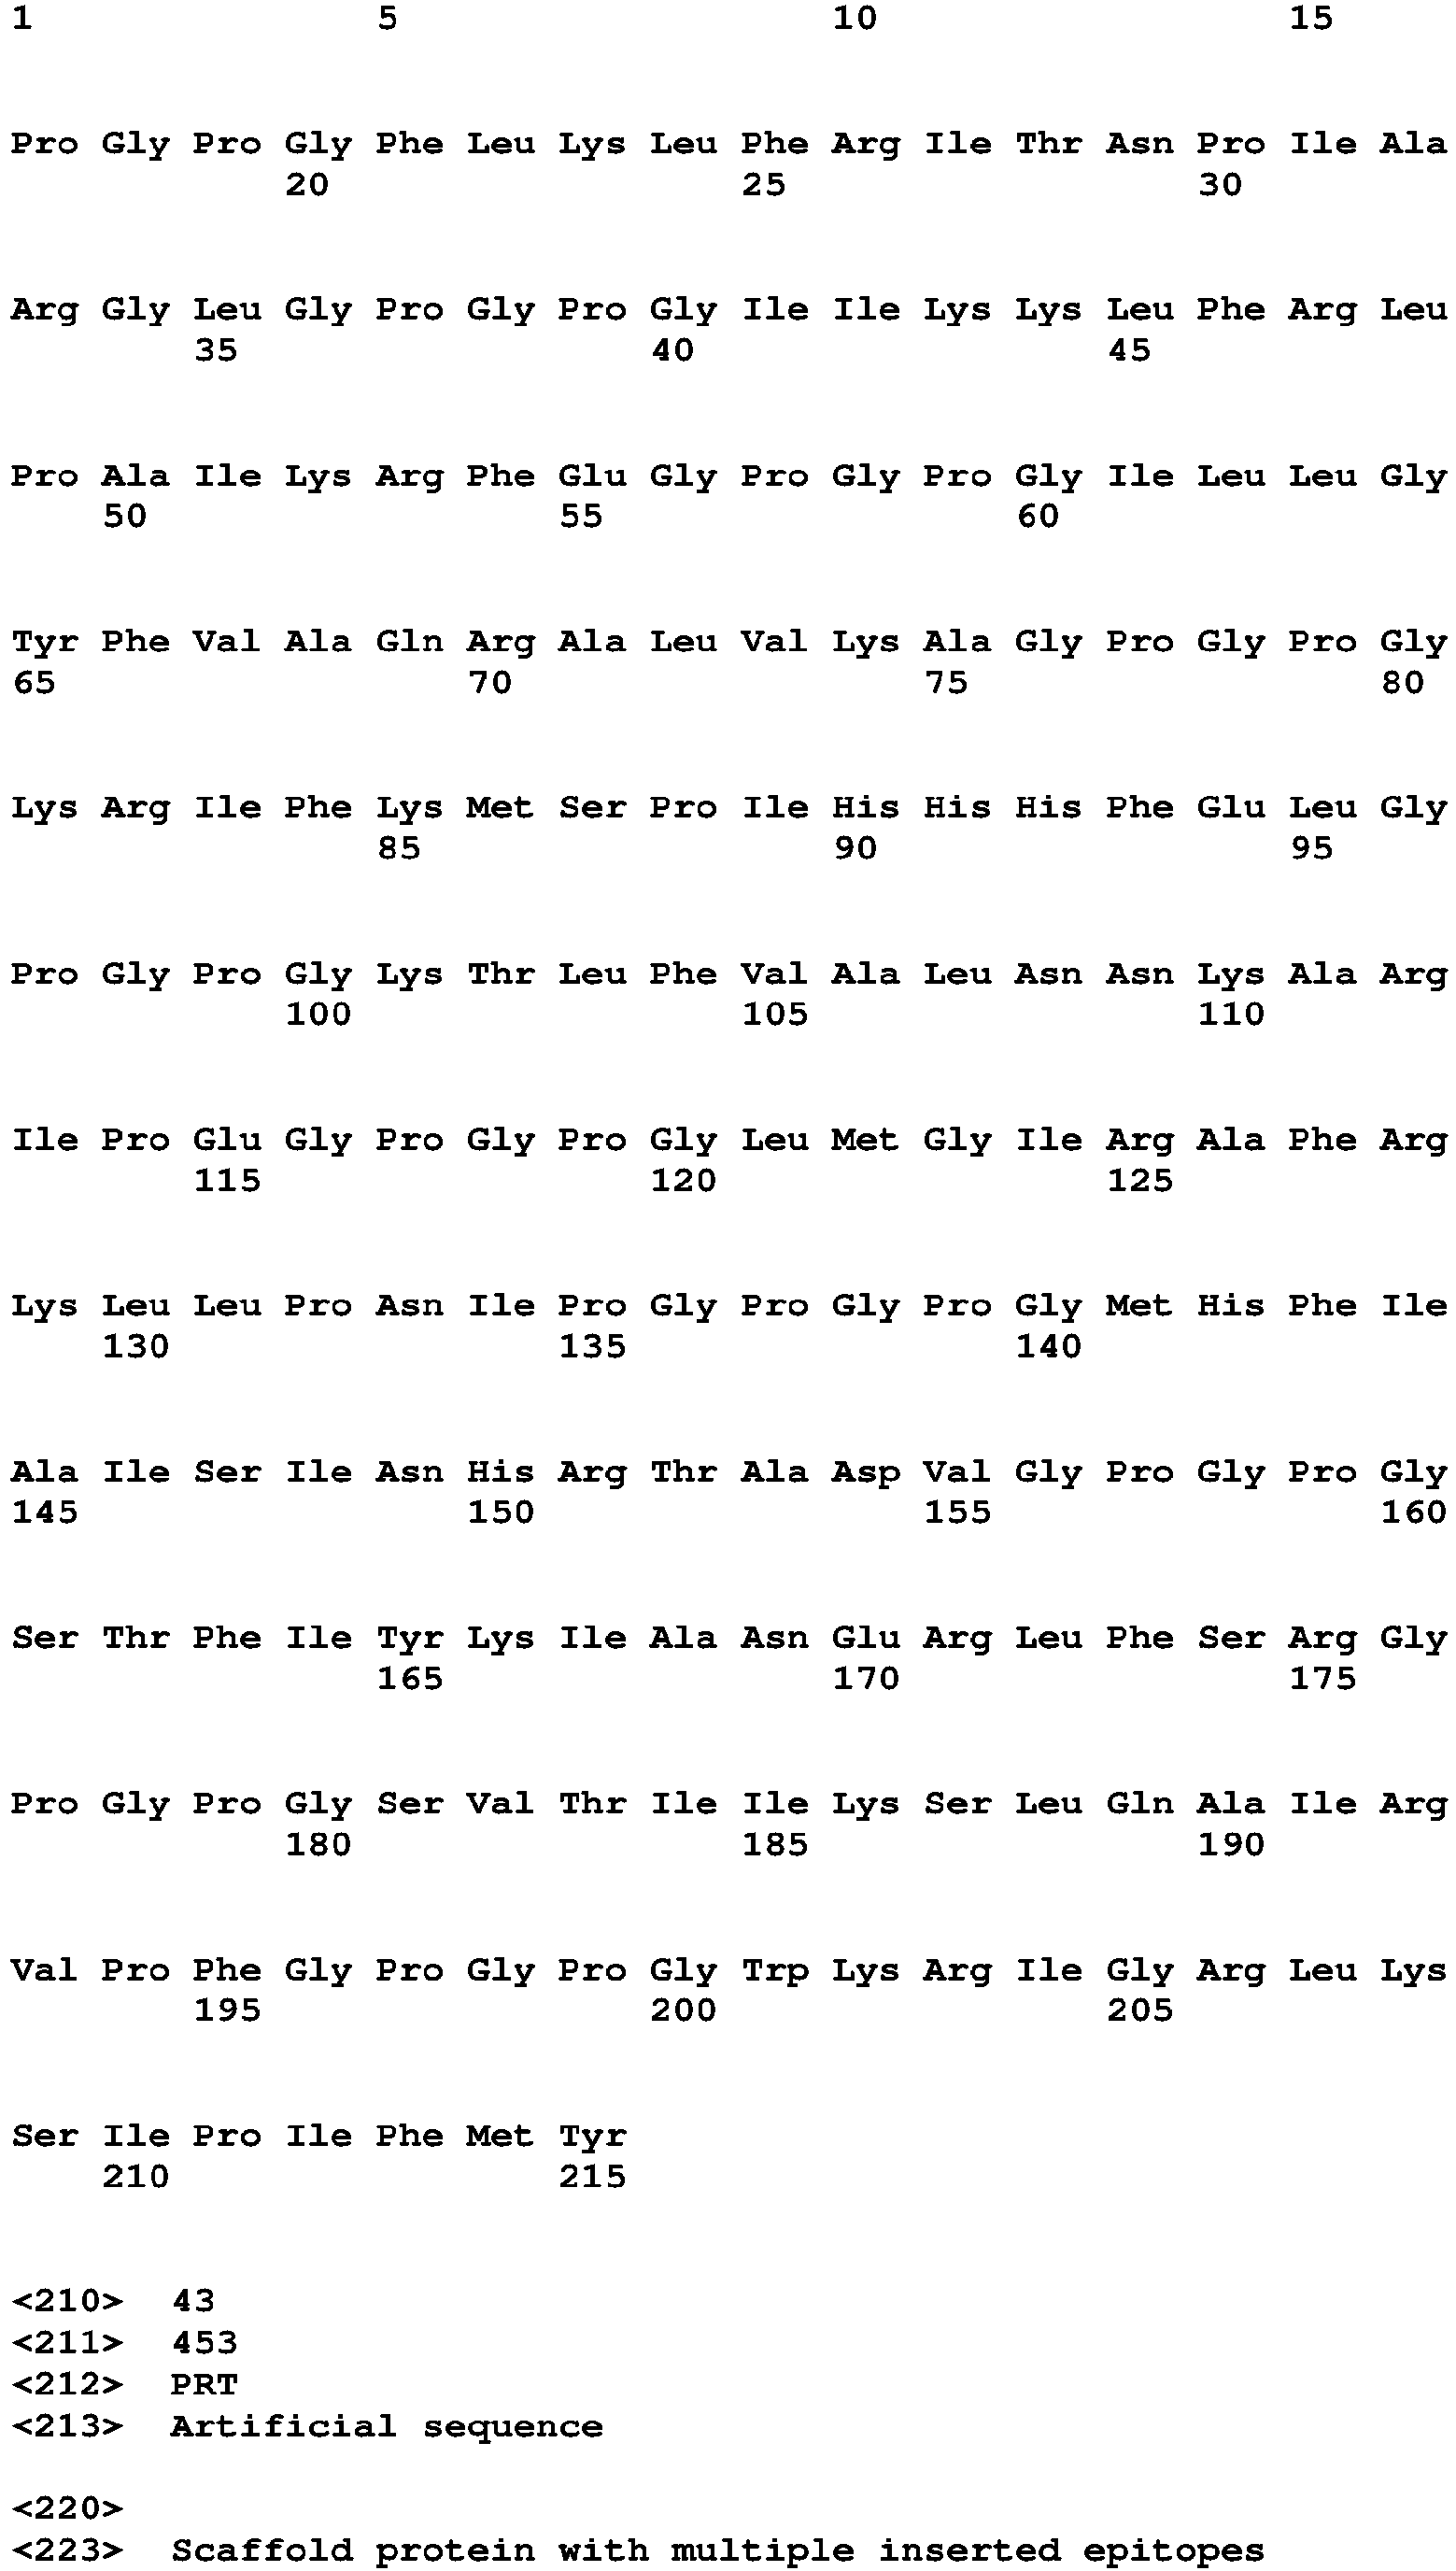 1 5 10 15
Pro Gly Pro Gly Phe Leu Lys Leu Phe Arg Ile Thr Asn Pro Ile Ala
20 25 30
Arg Gly Leu Gly Pro Gly Pro Gly Ile Ile Lys Lys Leu Phe Arg Leu
35 40 45
Pro Ala Ile Lys Arg Phe Glu Gly Pro Gly Pro Gly Ile Leu Leu Gly
50 55 60
Tyr Phe Val Ala Gln Arg Ala Leu Val Lys Ala Gly Pro Gly Pro Gly
65 70 75 80
Lys Arg Ile Phe Lys Met Ser Pro Ile His His His Phe Glu Leu Gly
85 90 95
Pro Gly Pro Gly Lys Thr Leu Phe Val Ala Leu Asn Asn Lys Ala Arg
100 105 110
Ile Pro Glu Gly Pro Gly Pro Gly Leu Met Gly Ile Arg Ala Phe Arg
115 120 125
Lys Leu Leu Pro Asn Ile Pro Gly Pro Gly Pro Gly Met His Phe Ile
130 135 140
Ala Ile Ser Ile Asn His Arg Thr Ala Asp Val Gly Pro Gly Pro Gly
145 150 155 160
Ser Thr Phe Ile Tyr Lys Ile Ala Asn Glu Arg Leu Phe Ser Arg Gly
165 170 175
Pro Gly Pro Gly Ser Val Thr Ile Ile Lys Ser Leu Gln Ala Ile Arg
180 185 190
Val Pro Phe Gly Pro Gly Pro Gly Trp Lys Arg Ile Gly Arg Leu Lys
195 200 205
Ser Ile Pro Ile Phe Met Tyr
210 215
<210> 43
<211> 453
<212> PRT
<213> Artificial sequence
<220>
<223> Scaffold protein with multiple inserted epitopes